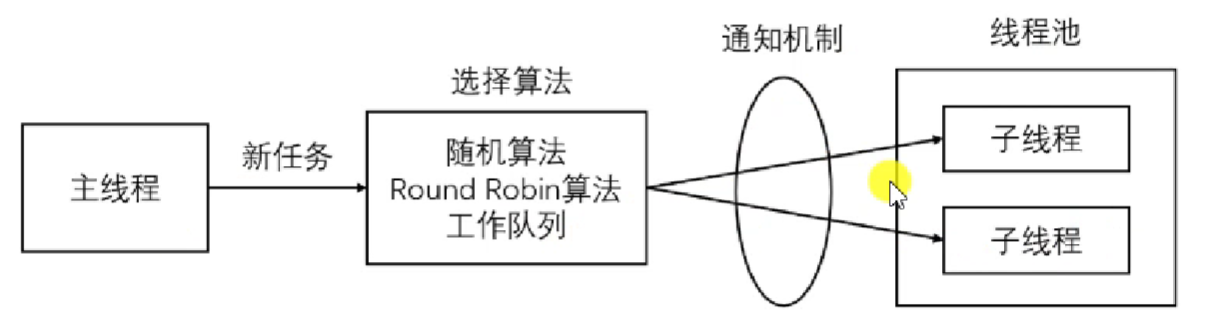 主线程
新任务
选择算法
随机算法
Round Robin算法
工作队列
通知机制
线程池
子线程
子线程